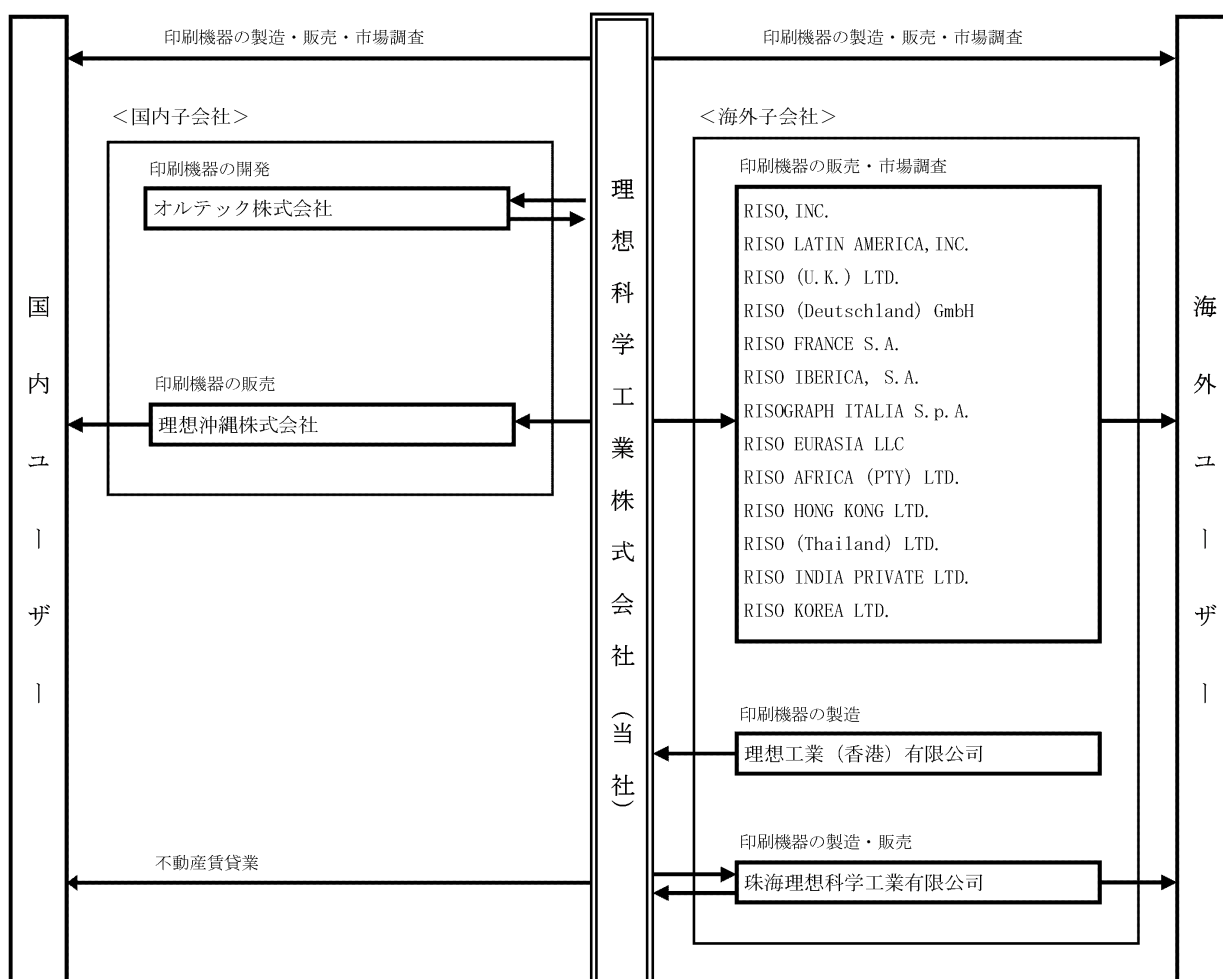 印刷機器の製造・販売・市場調査
印刷機器の製造・販売・市場調査
国内ユーザー
<国内子会社>
印刷機器の開発
オルテック株式会社
印刷機器の販売
理想沖縄株式会社
不動産賃貸業
理想科学工業株式会社(当社)
<海外子会社>
印刷機器の販売・市場調査
RISO,INC.
RISO LATIN AMERICA,INC.
RISO (U.K.) LTD.
RISO (Deutschland) GmbH
RISO FRANCE S.A.
RISO IBERICA, S.A.
RISOGRAPH ITALIA S.p.A.
RISO EURASIA LLC
RISO AFRICA (PTY) LTD.
RISO HONG KONG LTD.
RISO (Thailand) LTD.
RISO INDIA PRIVATE LTD.
RISO KOREA LTD.
印刷機器の製造
理想工業(香港)有限公司
印刷機器の製造・販売
珠海理想科学工業有限公司
海外ユーザー